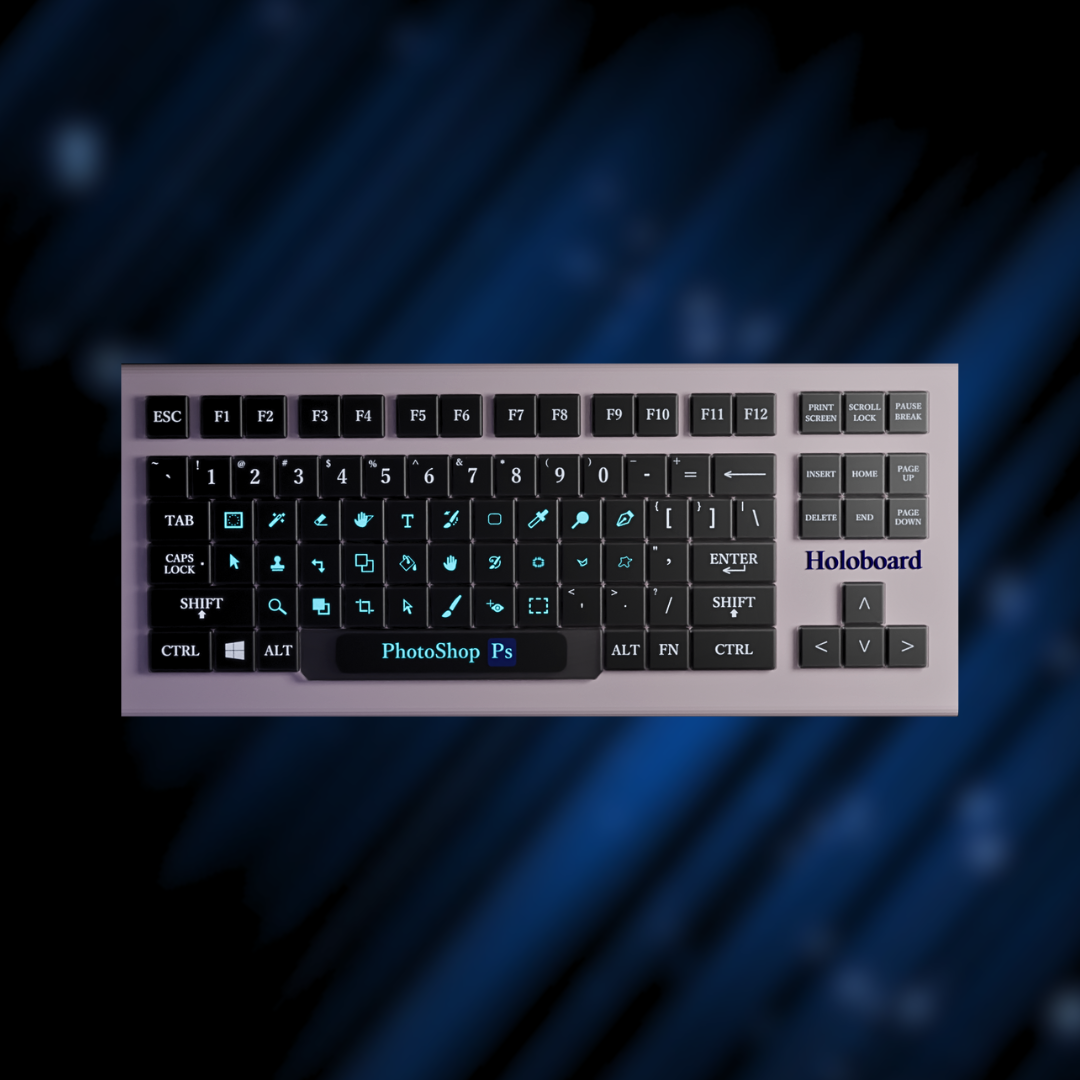 ESC F1 F2 F3 F4 F5 F6 F7 F8 F9 F10 F11 F12 PRINT SCREEN SCROLL LOCK PAUSE BREAK
~ ` ! 1 @ 2 # 3 $ 4 % 5 ^ 6 & 7 * 8 ( 9 ) 0 _ - + = INSERT HOME PAGE UP
TAB T { [ } ] | \ DELETE END PAGE DOWN
CAPS LOCK " ' ENTER
Holoboard
SHIFT < , > . ? / SHIFT
CTRL ALT PhotoShop Ps ALT FN CTRL